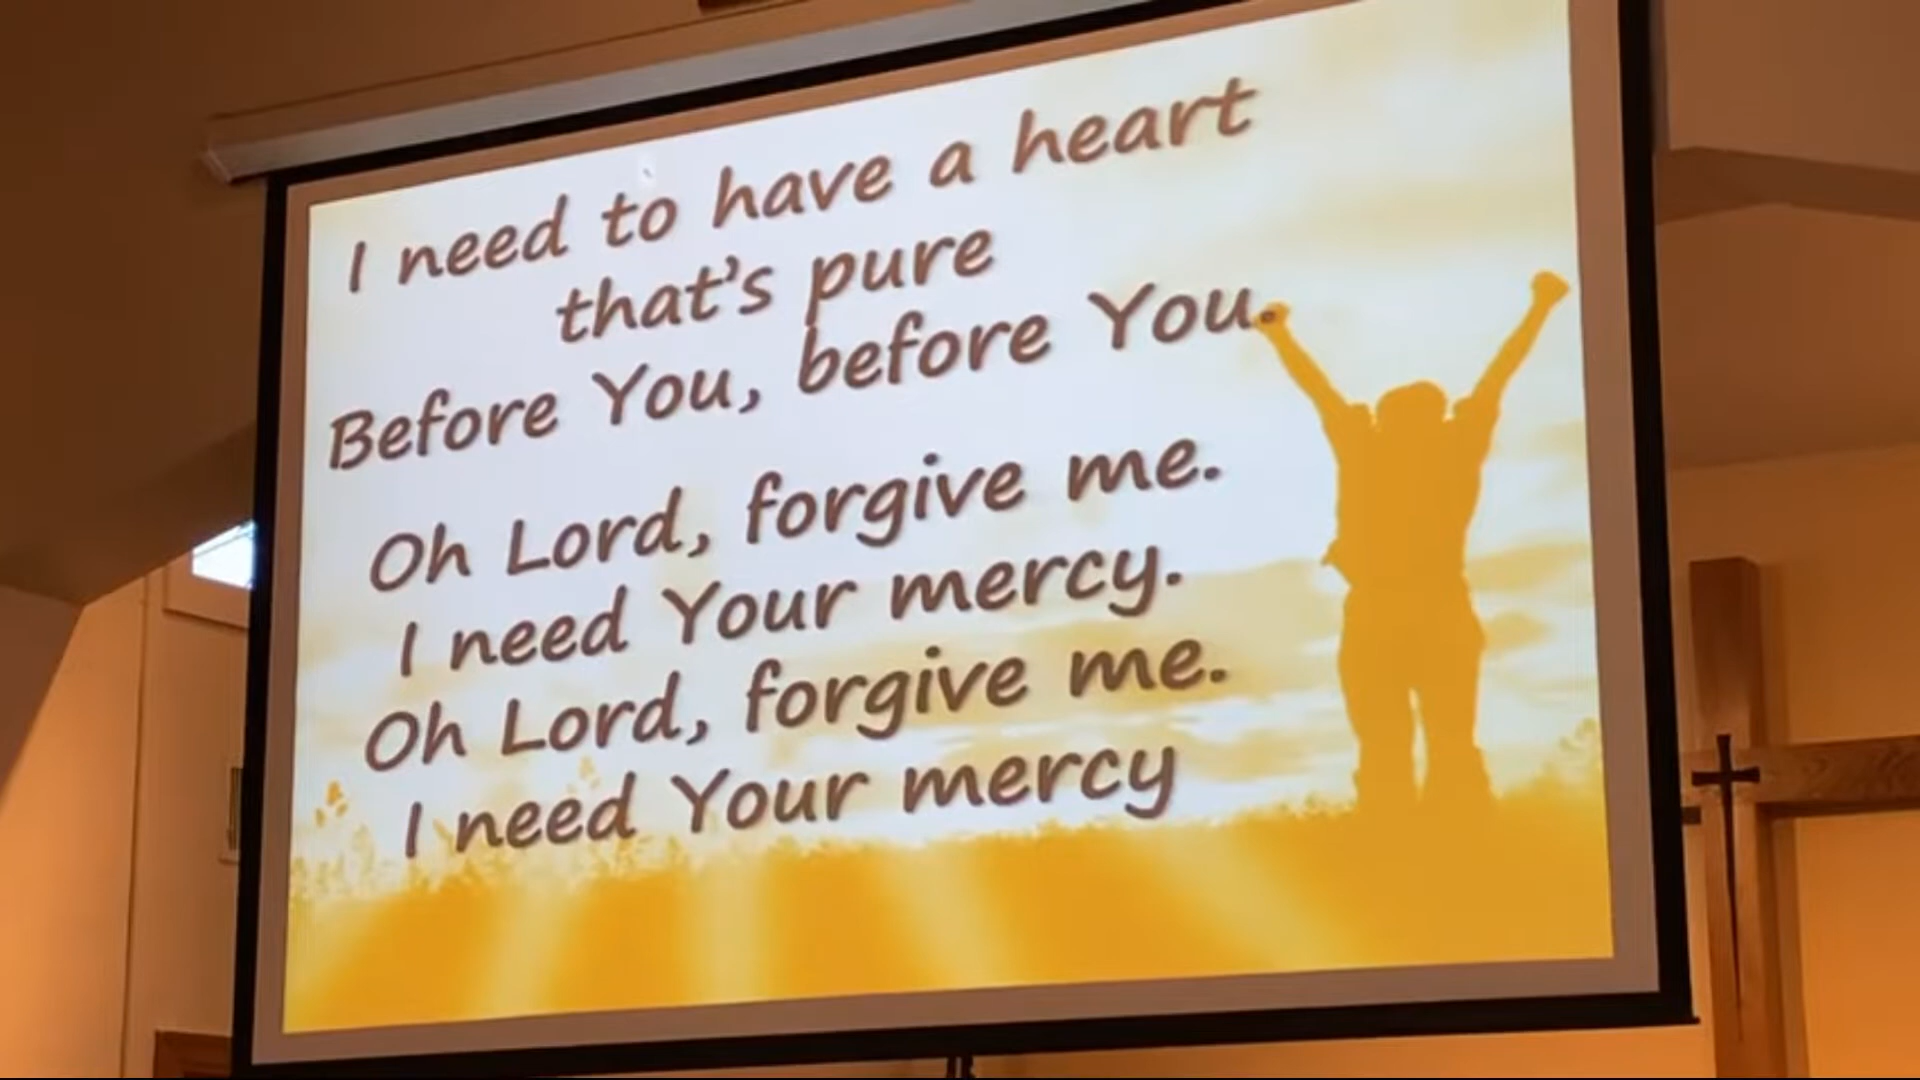 I need to have a heart
that's pure
Before You, before You.
Oh Lord, forgive me.
I need Your mercy.
Oh Lord, forgive me.
I need Your mercy